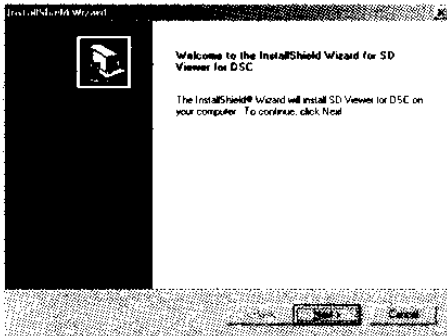 InstallShield Wizard
Welcome to the InstallShield Wizard for SD
Viewer for DSC
The InstallShield® Wizard will install SD Viewer for DSC on
your computer. To continue, click Next
Next >
Cancel